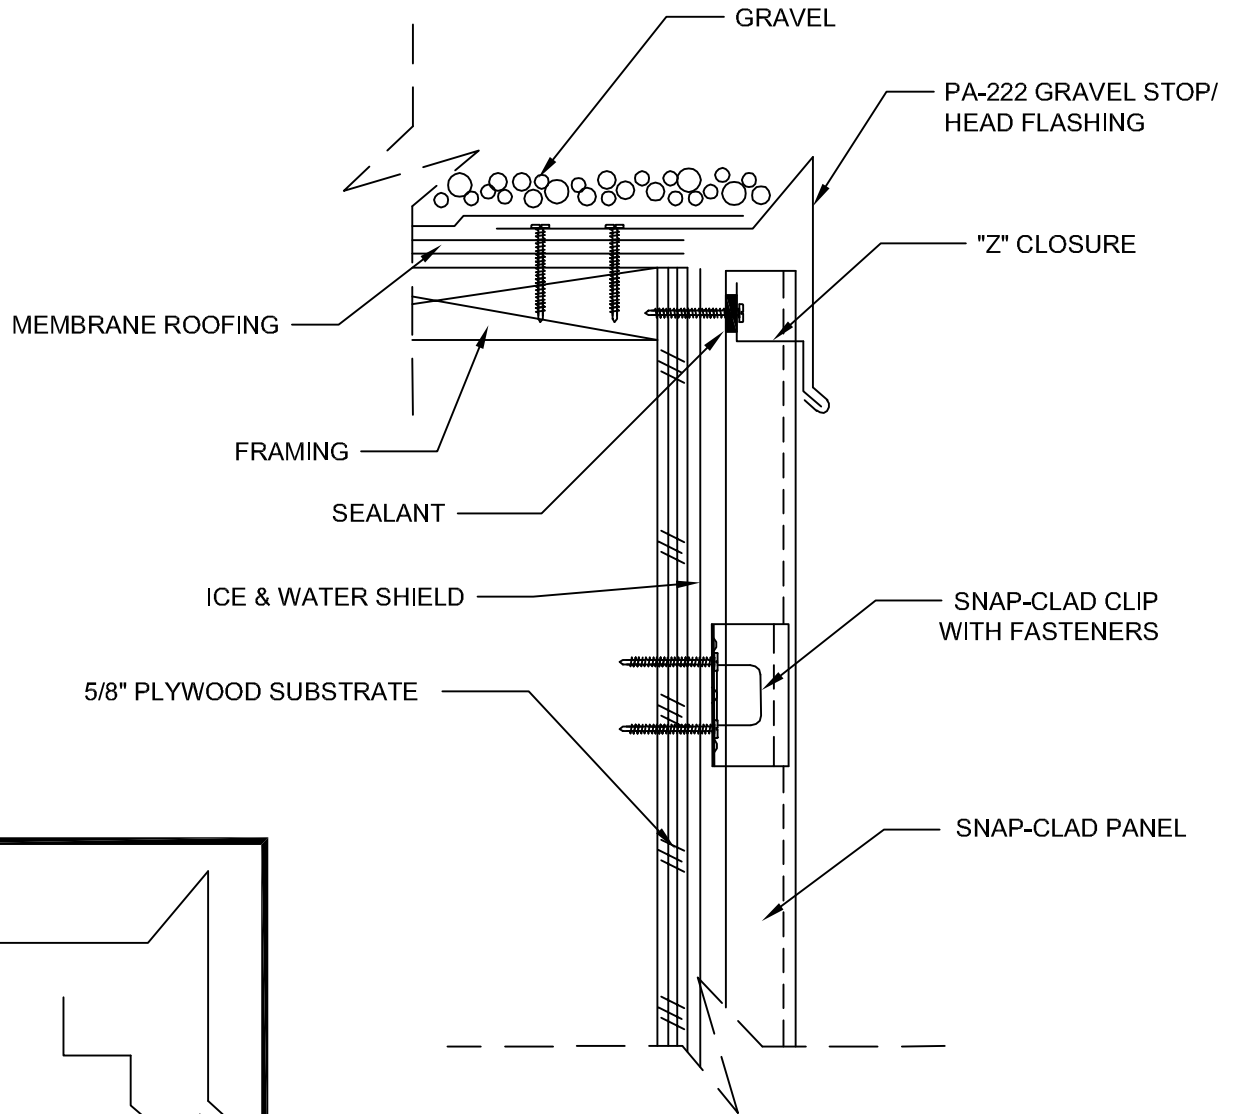 GRAVEL
PA-222 GRAVEL STOP/
HEAD FLASHING
"Z" CLOSURE
MEMBRANE ROOFING
FRAMING
SEALANT
ICE & WATER SHIELD
SNAP-CLAD CLIP
WITH FASTENERS
5/8" PLYWOOD SUBSTRATE
SNAP-CLAD PANEL